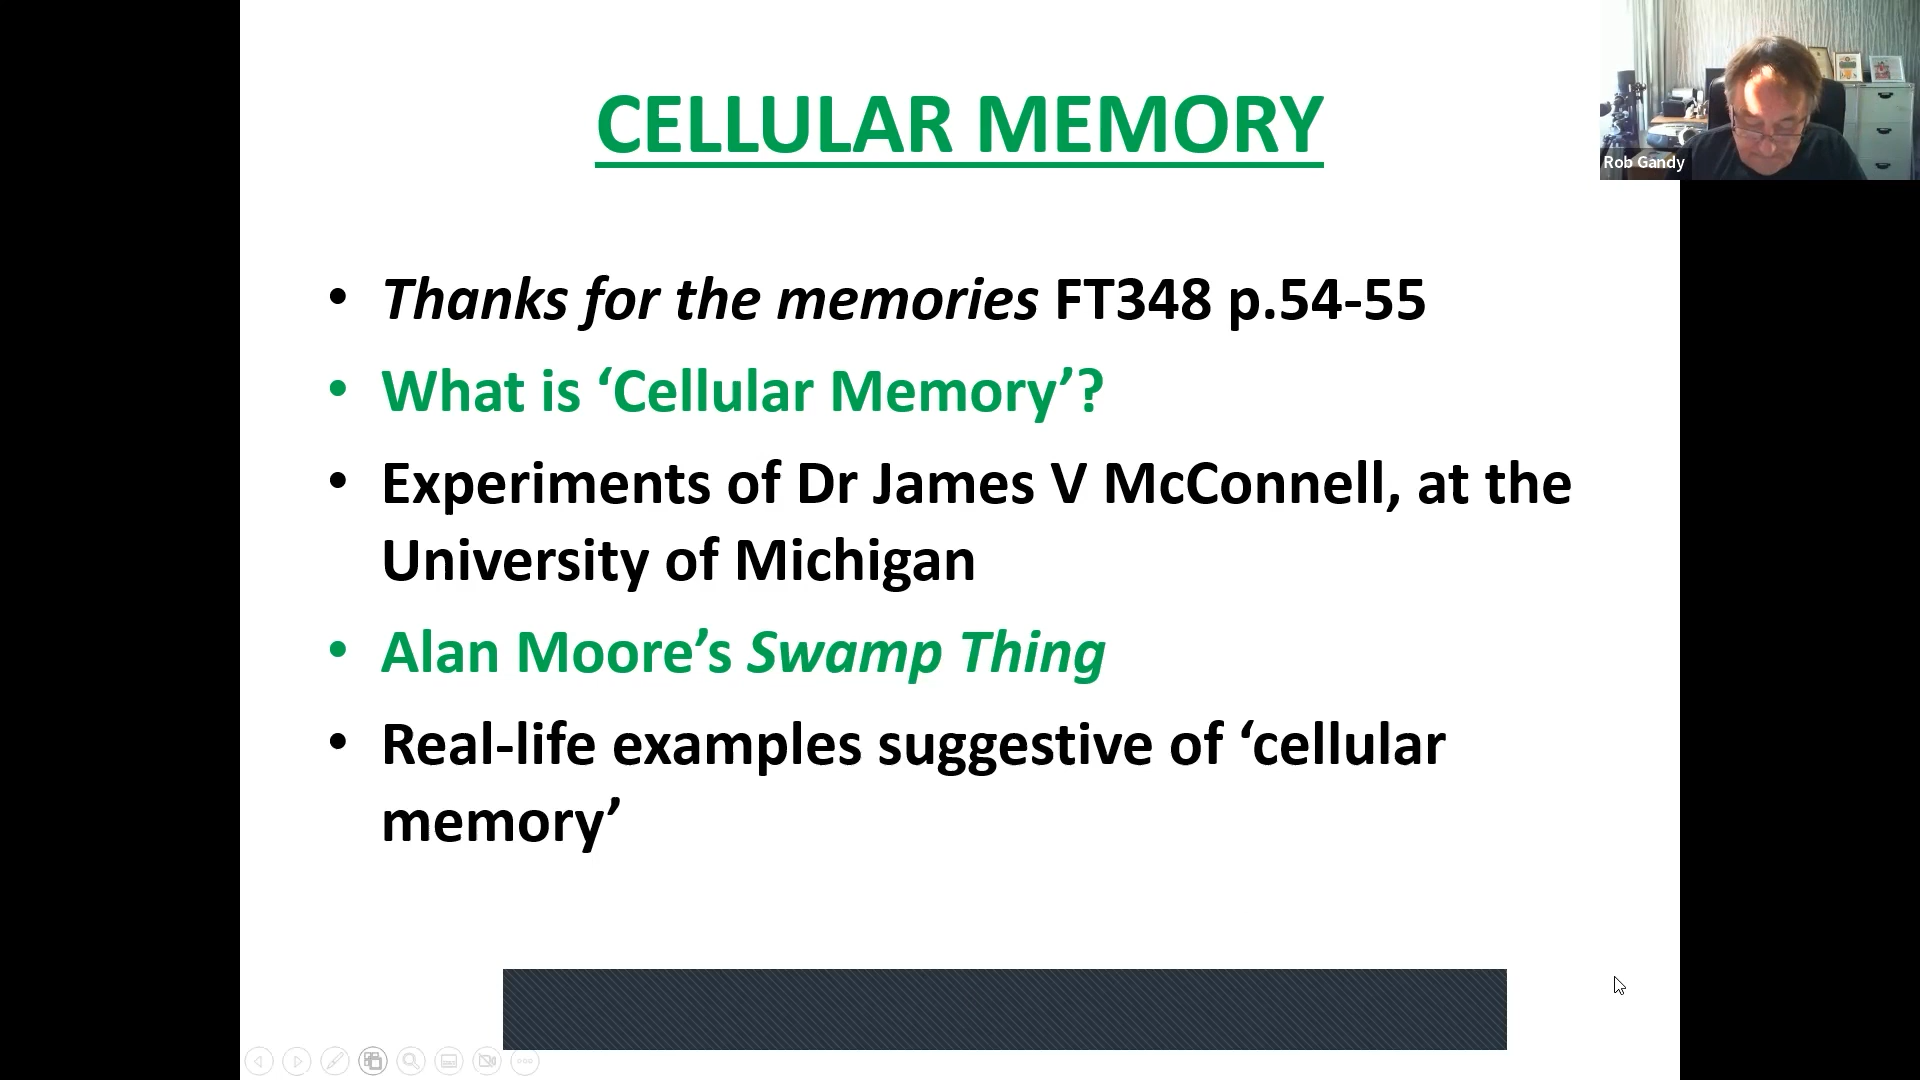 CELLULAR MEMORY
Rob Gandy
• Thanks for the memories FT348 p.54-55
• What is ‘Cellular Memory’?
• Experiments of Dr James V McConnell, at the
University of Michigan
• Alan Moore’s Swamp Thing
• Real-life examples suggestive of ‘cellular
memory’